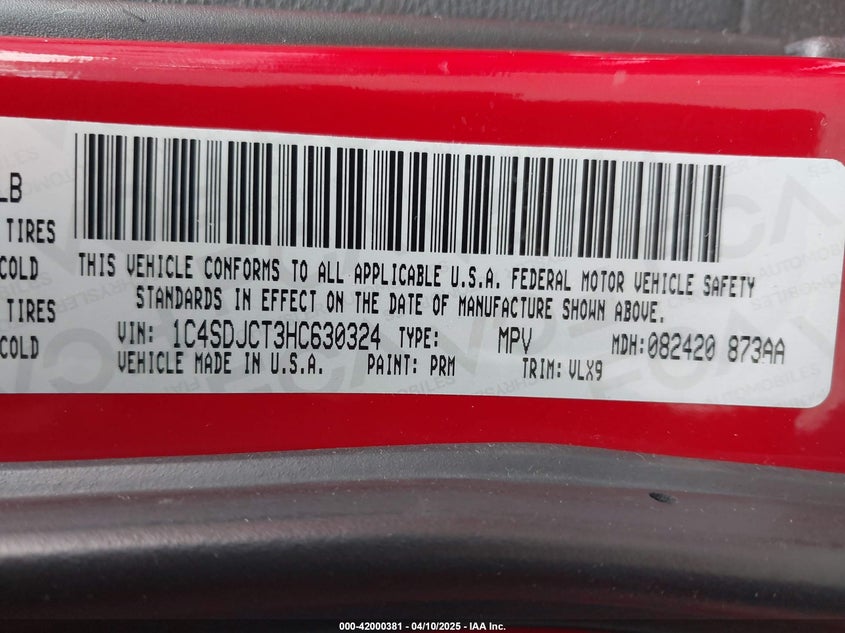 LB
TIRES
COLD
TIRES
COLD
THIS VEHICLE CONFORMS TO ALL APPLICABLE U.S.A. FEDERAL MOTOR VEHICLE SAFETY
STANDARDS IN EFFECT ON THE DATE OF MANUFACTURE SHOWN ABOVE.
VIN: 1C4SDJCT3HC630324 TYPE: MPV MDH: 082420 873AA
VEHICLE MADE IN U.S.A. PAINT: PRM TRIM: VLX9
000-42000381 - 04/10/2025 - IAA Inc.